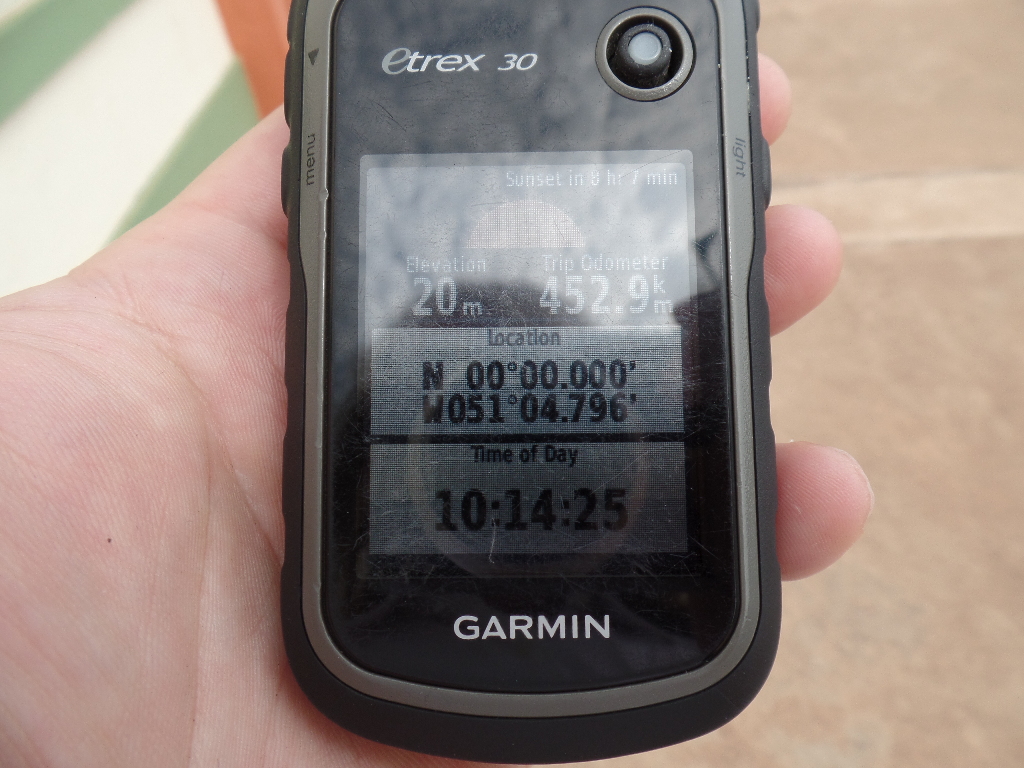 etrex 30
menu
light
Sunset in 8 hr 7 min
Elevation Trip Odometer
20m 452.9km
Location
N 00°00.000'
W051°04.796'
Time of Day
10:14:25
GARMIN